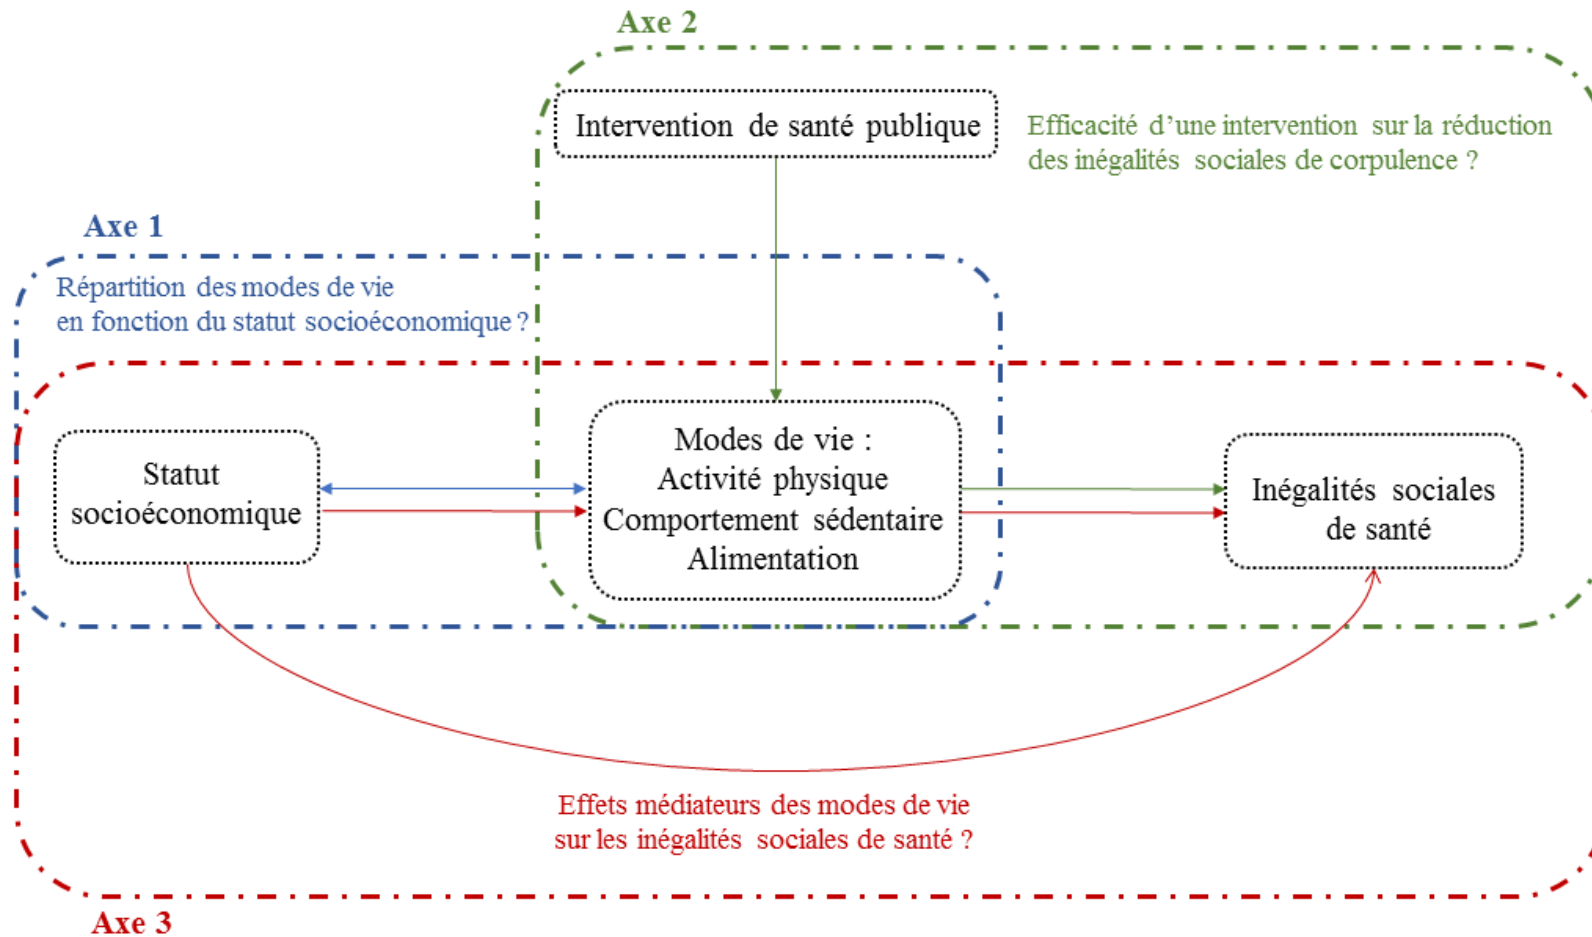 Axe 2
Intervention de santé publique
Efficacité d’une intervention sur la réduction
des inégalités sociales de corpulence ?
Axe 1
Répartition des modes de vie
en fonction du statut socioéconomique ?
Statut
socioéconomique
Modes de vie :
Activité physique
Comportement sédentaire
Alimentation
Inégalités sociales
de santé
Effets médiateurs des modes de vie
sur les inégalités sociales de santé ?
Axe 3